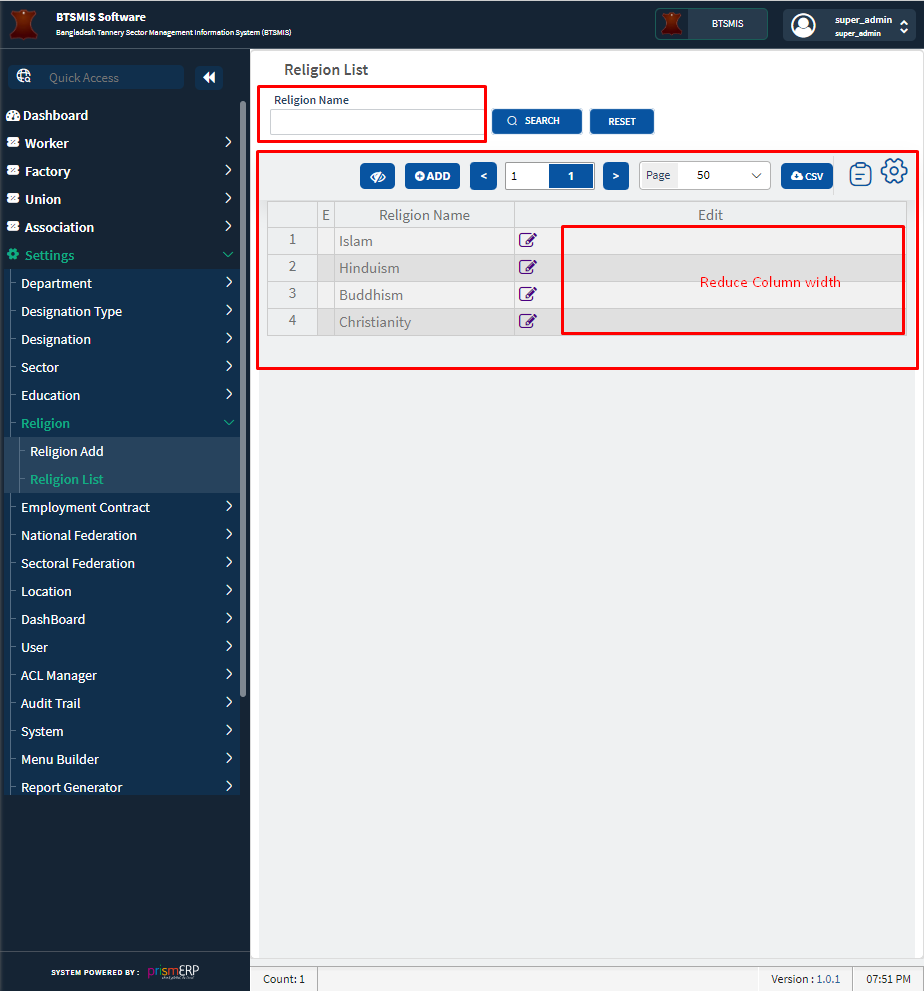 BTSMIS Software
Bangladesh Tannery Sector Management Information System (BTSMIS)
BTSMIS
super_admin
super_admin
Quick Access
Dashboard
Worker
Factory
Union
Association
Settings
Department
Designation Type
Designation
Sector
Education
Religion
Religion Add
Religion List
Employment Contract
National Federation
Sectoral Federation
Location
DashBoard
User
ACL Manager
Audit Trail
System
Menu Builder
Report Generator
SYSTEM POWERED BY : prismERP
Religion List
Religion Name
SEARCH RESET
ADD < 1 1 > Page 50 CSV
E Religion Name Edit
1 Islam
2 Hinduism
3 Buddhism
4 Christianity
Reduce Column width
Count: 1 Version : 1.0.1 07:51 PM